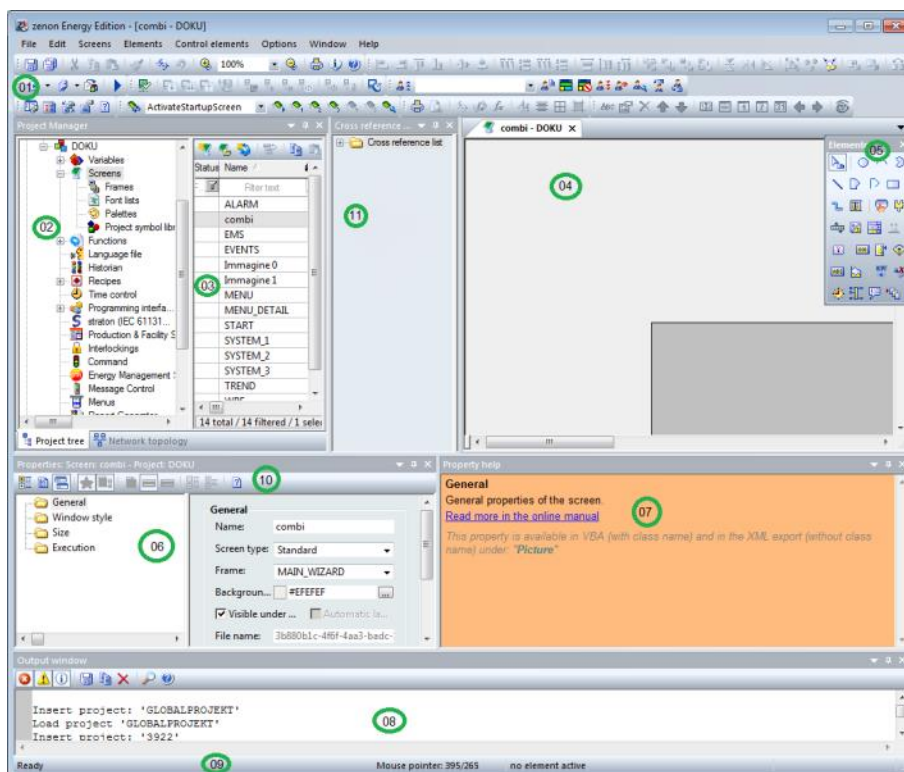 zenon Energy Edition - [combi - DOKU]
File Edit Screens Elements Control elements Options Window Help
100%
01
ActivateStartupScreen
Project Manager
DOKU
Variables
Screens
Frames
Font lists
Palettes
Project symbol libr
Functions
Language file
Historian
Recipes
Time control
Programming interfa...
straton (IEC 61131...
Production & Facility S
Interlockings
Command
Energy Management S
Message Control
Menus
Report Generator
02
Project tree
Network topology
Status Name
Filter text
ALARM
combi
EMS
EVENTS
Immagine 0
Immagine 1
MENU
MENU_DETAIL
START
SYSTEM_1
SYSTEM_2
SYSTEM_3
TREND
03
14 total / 14 filtered / 1 selec
Cross reference ...
Cross reference list
11
combi - DOKU
04
05
Properties: Screen: combi - Project: DOKU
10
General
Window style
Size
Execution
06
General
Name: combi
Screen type: Standard
Frame: MAIN_WIZARD
Backgroun... #EFEFEF
Visible under ... Automatic la...
File name: 3b880b1c-4f6f-4aa3-badc-
Property help
General
General properties of the screen.
Read more in the online manual
07
This property is available in VBA (with class name) and in the XML export (without class
name) under: "Picture"
Output window
Insert project: 'GLOBALPROJEKT'
Load project 'GLOBALPROJEKT'
Insert project: '3922'
08
Ready
09
Mouse pointer: 395/265
no element active